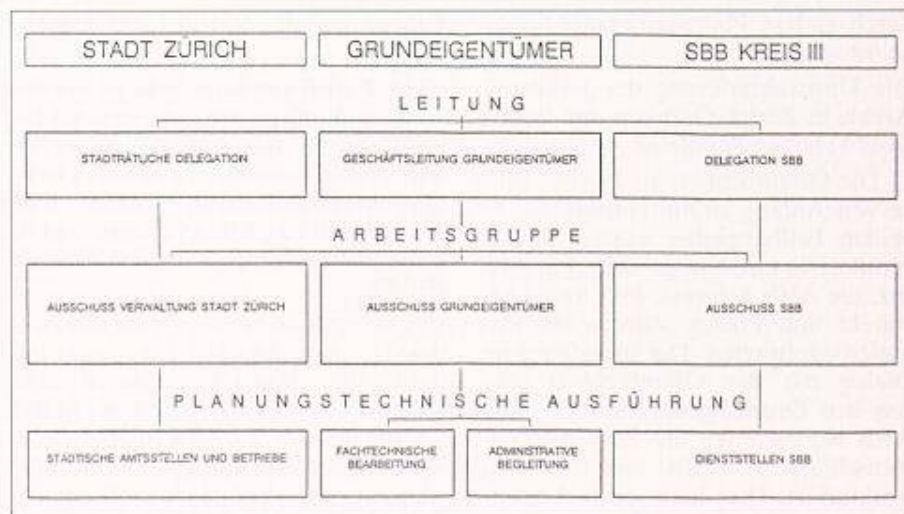 STADT ZÜRICH
GRUNDEIGENTÜMER
SBB KREIS III
LEITUNG
STADTRÄTLICHE DELEGATION
GESCHÄFTSLEITUNG GRUNDEIGENTÜMER
DELEGATION SBB
ARBEITSGRUPPE
AUSSCHUSS VERWALTUNG STADT ZÜRICH
AUSSCHUSS GRUNDEIGENTÜMER
AUSSCHUSS SBB
PLANUNGSTECHNISCHE AUSFÜHRUNG
STÄDTISCHE AMTSSTELLEN UND BETRIEBE
FACHTECHNISCHE
BEARBEITUNG
ADMINISTRATIVE
BEGLEITUNG
DIENSTSTELLEN SBB